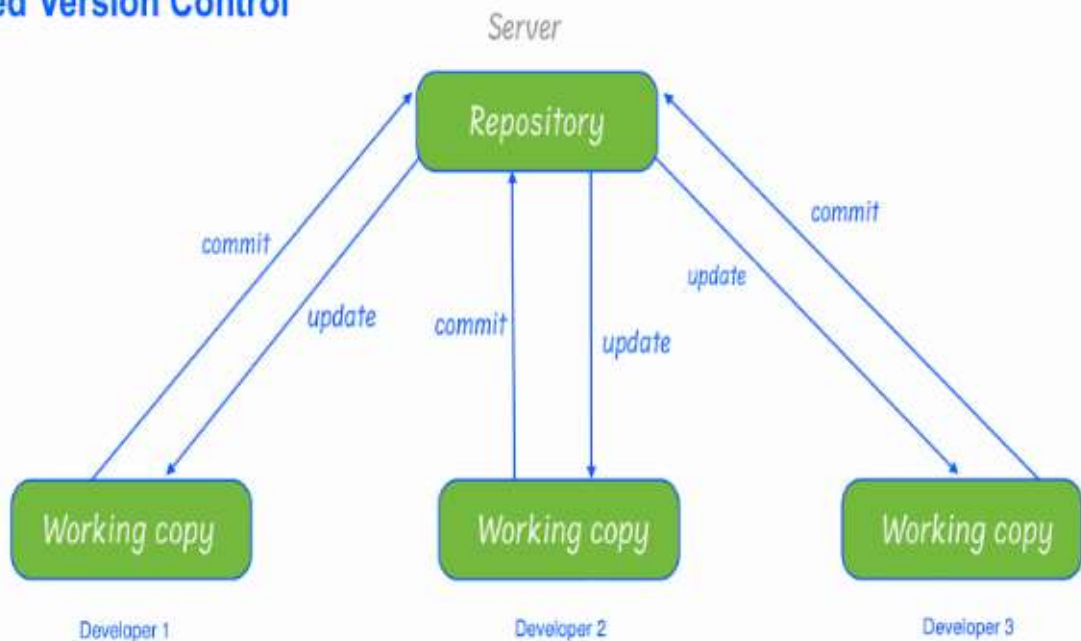 ed Version Control
Server
Repository
commit
commit
update
update
commit
update
Working copy
Working copy
Working copy
Developer 1
Developer 2
Developer 3